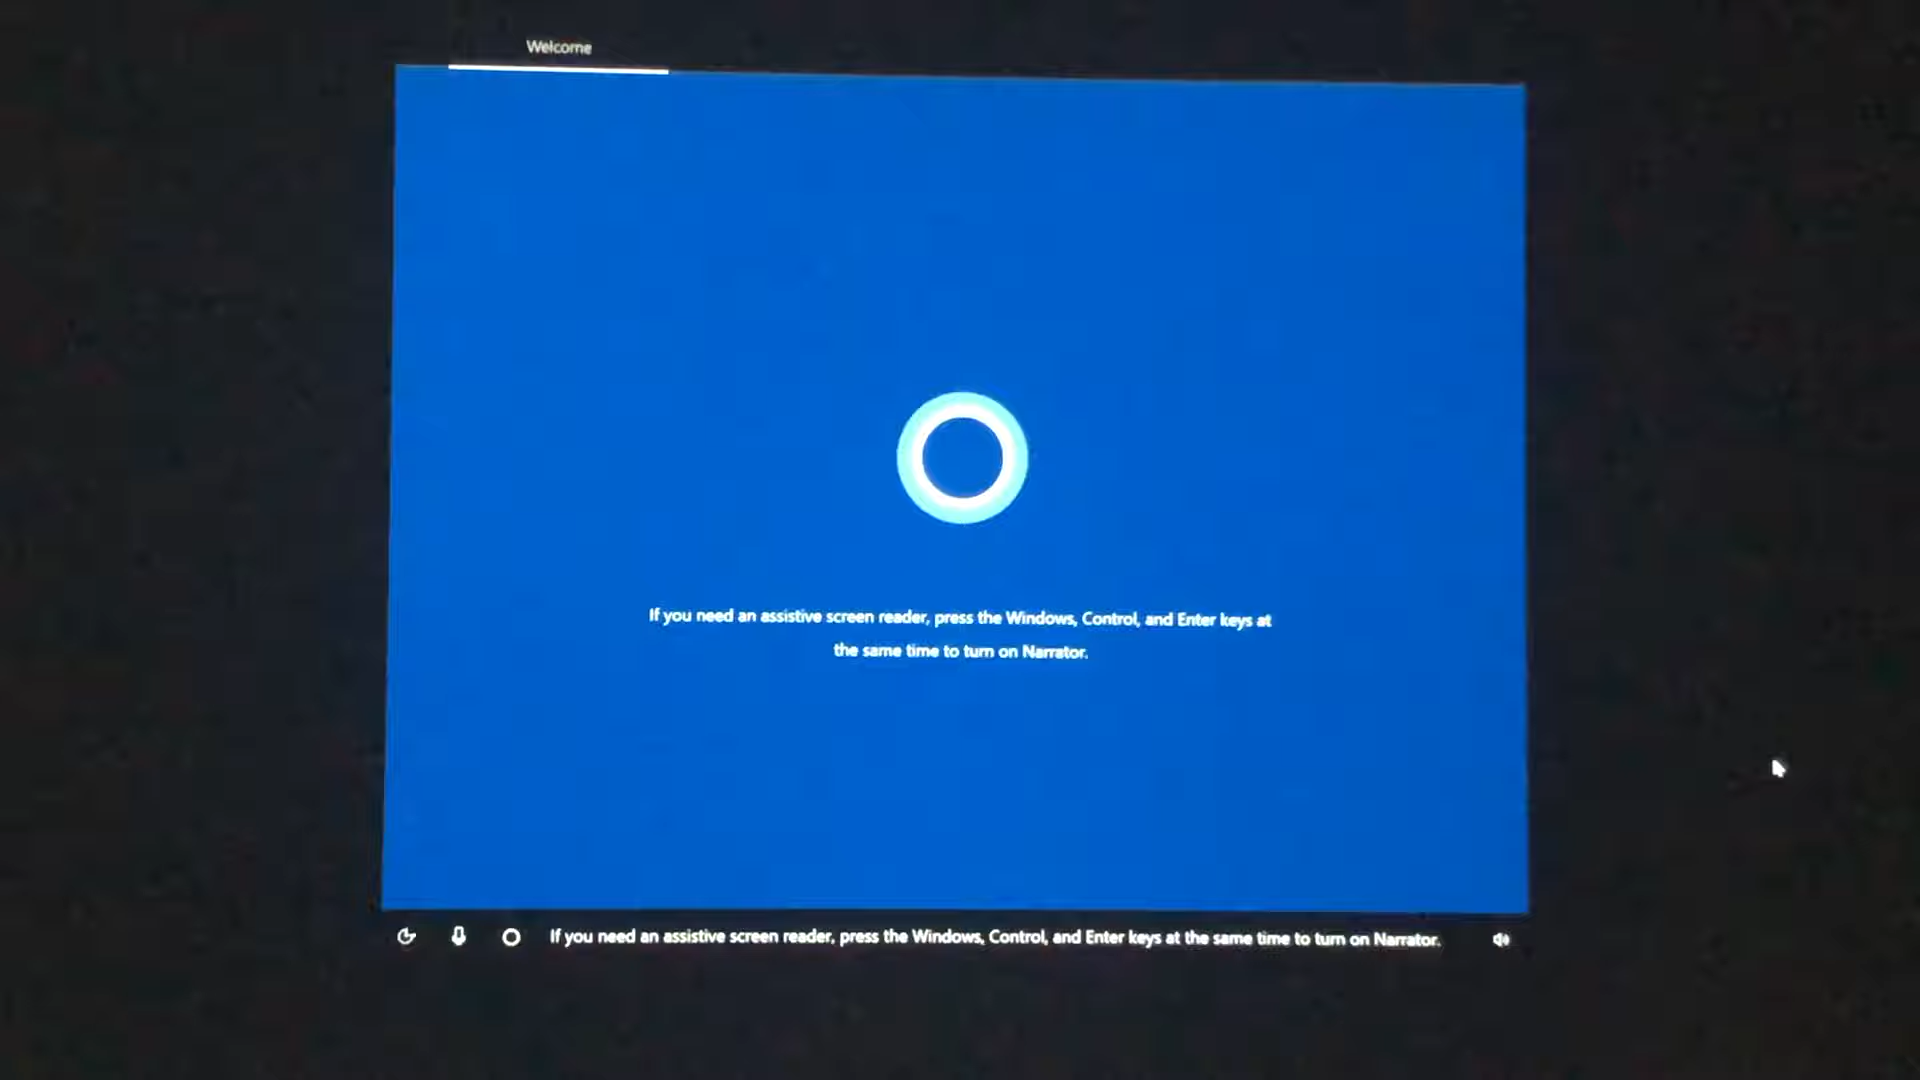 Welcome
If you need an assistive screen reader, press the Windows, Control, and Enter keys at
the same time to turn on Narrator.
If you need an assistive screen reader, press the Windows, Control, and Enter keys at the same time to turn on Narrator.